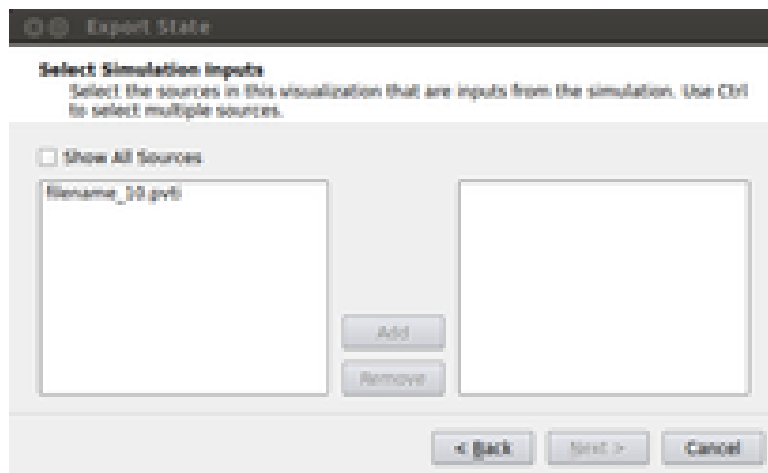 Export State
Select Simulation Inputs
Select the sources in this visualization that are inputs from the simulation. Use Ctrl
to select multiple sources.
Show All Sources
filename_10.pvti
Add
Remove
< Back
Next >
Cancel